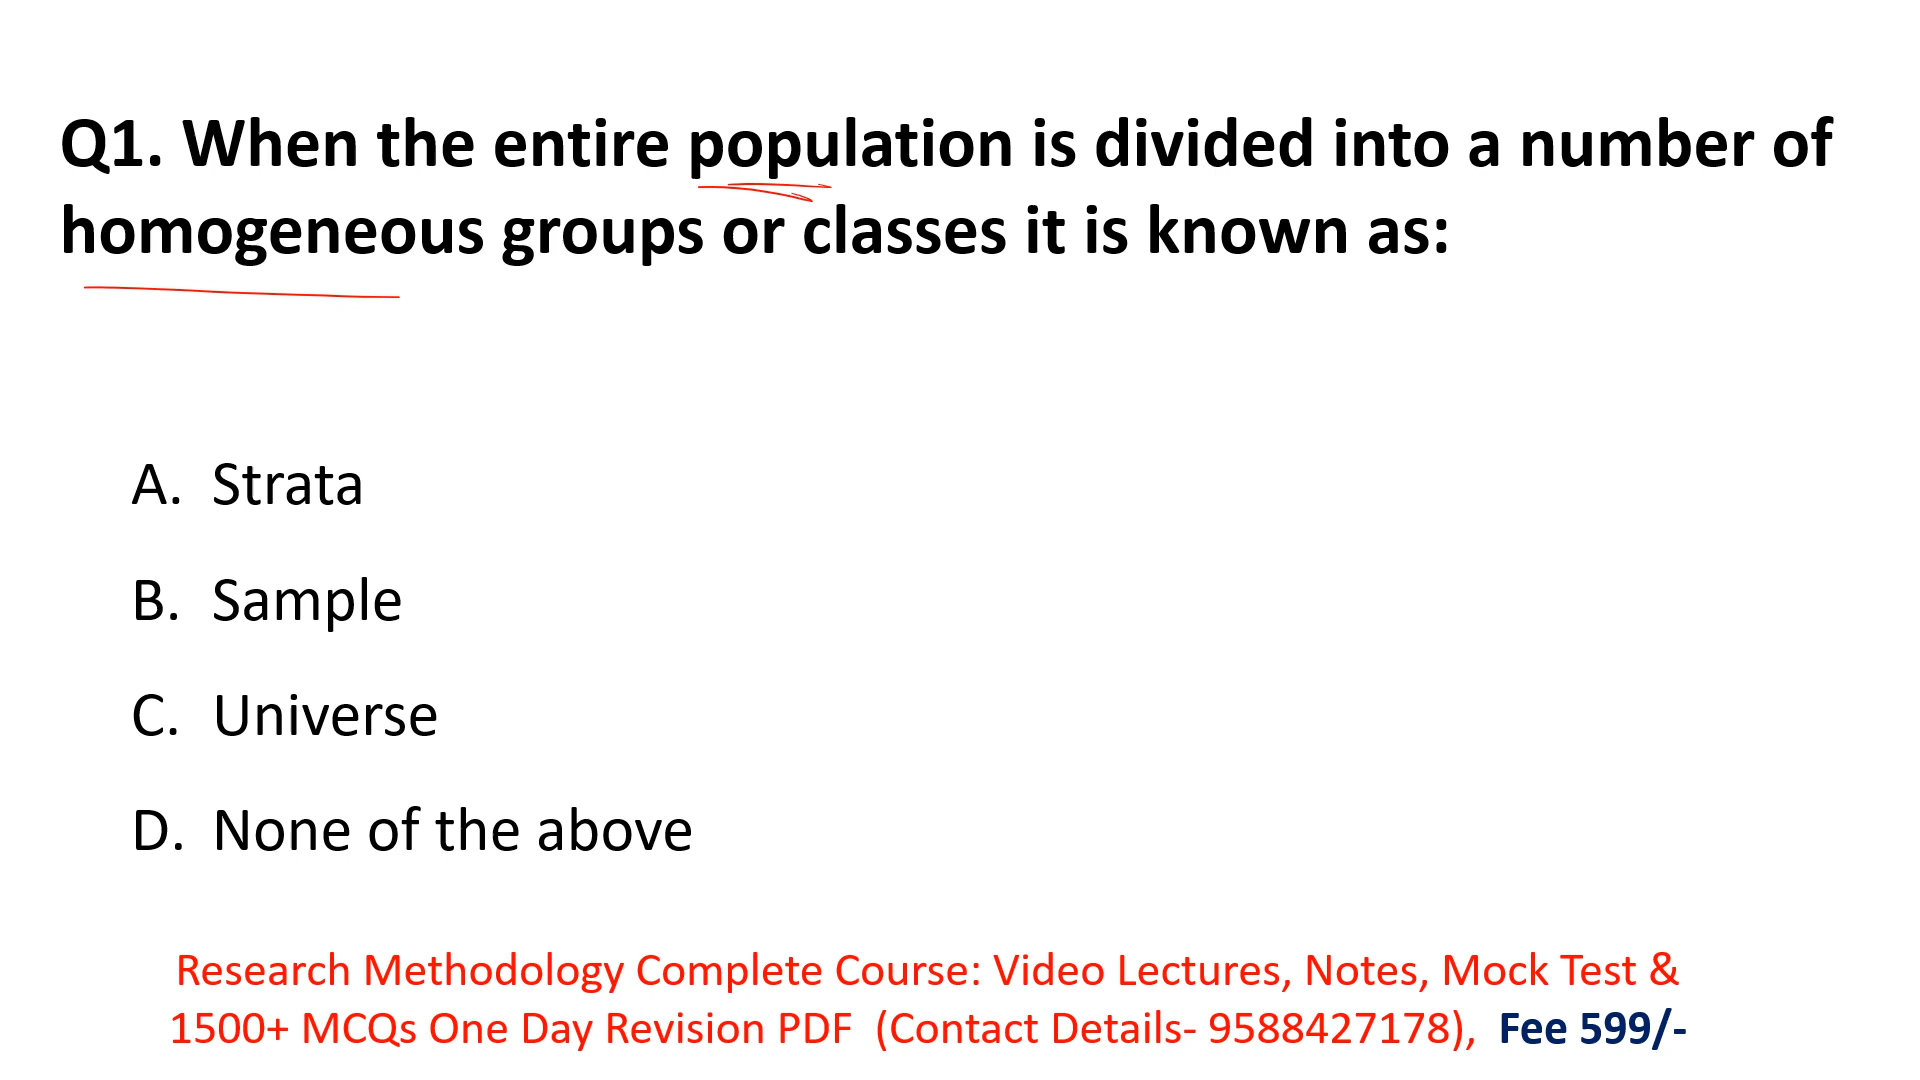 Q1. When the entire population is divided into a number of
homogeneous groups or classes it is known as:
A. Strata
B. Sample
C. Universe
D. None of the above
Research Methodology Complete Course: Video Lectures, Notes, Mock Test &
1500+ MCQs One Day Revision PDF (Contact Details- 9588427178), Fee 599/-